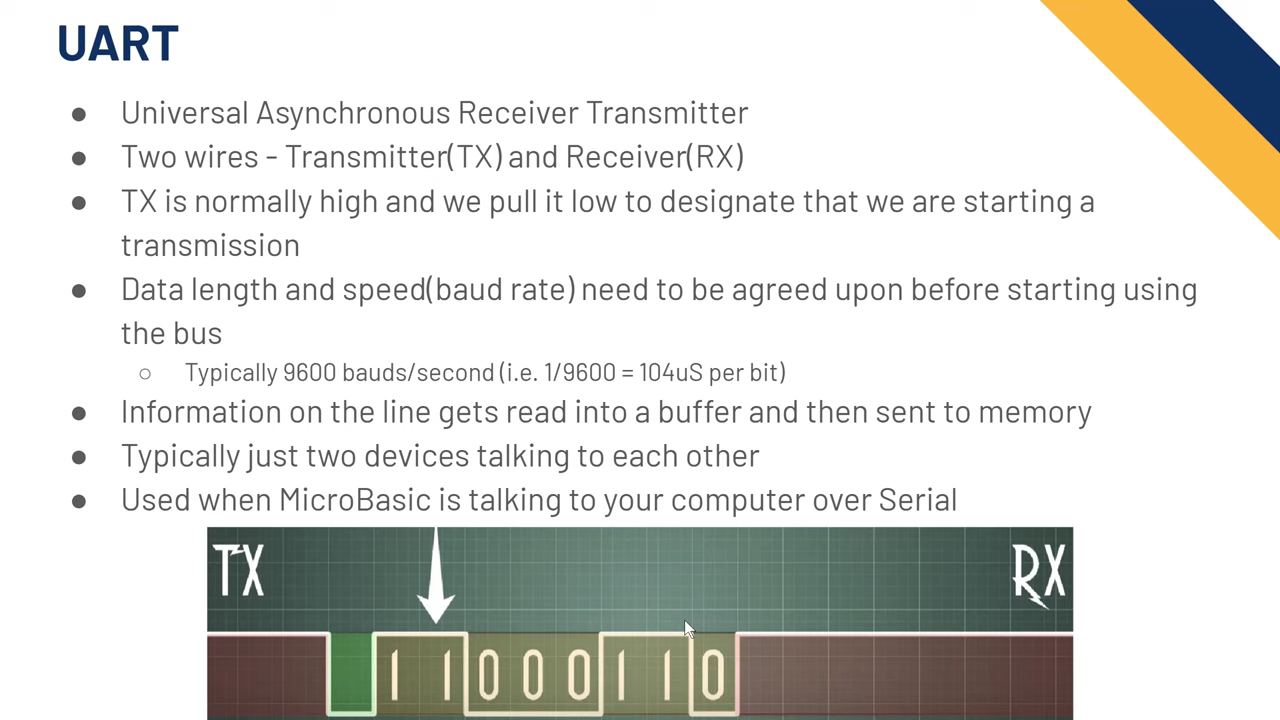 UART
● Universal Asynchronous Receiver Transmitter
● Two wires - Transmitter(TX) and Receiver(RX)
● TX is normally high and we pull it low to designate that we are starting a
transmission
● Data length and speed(baud rate) need to be agreed upon before starting using
the bus
○ Typically 9600 bauds/second (i.e. 1/9600 = 104uS per bit)
● Information on the line gets read into a buffer and then sent to memory
● Typically just two devices talking to each other
● Used when MicroBasic is talking to your computer over Serial
TX RX
1 1 0 0 0 1 1 0